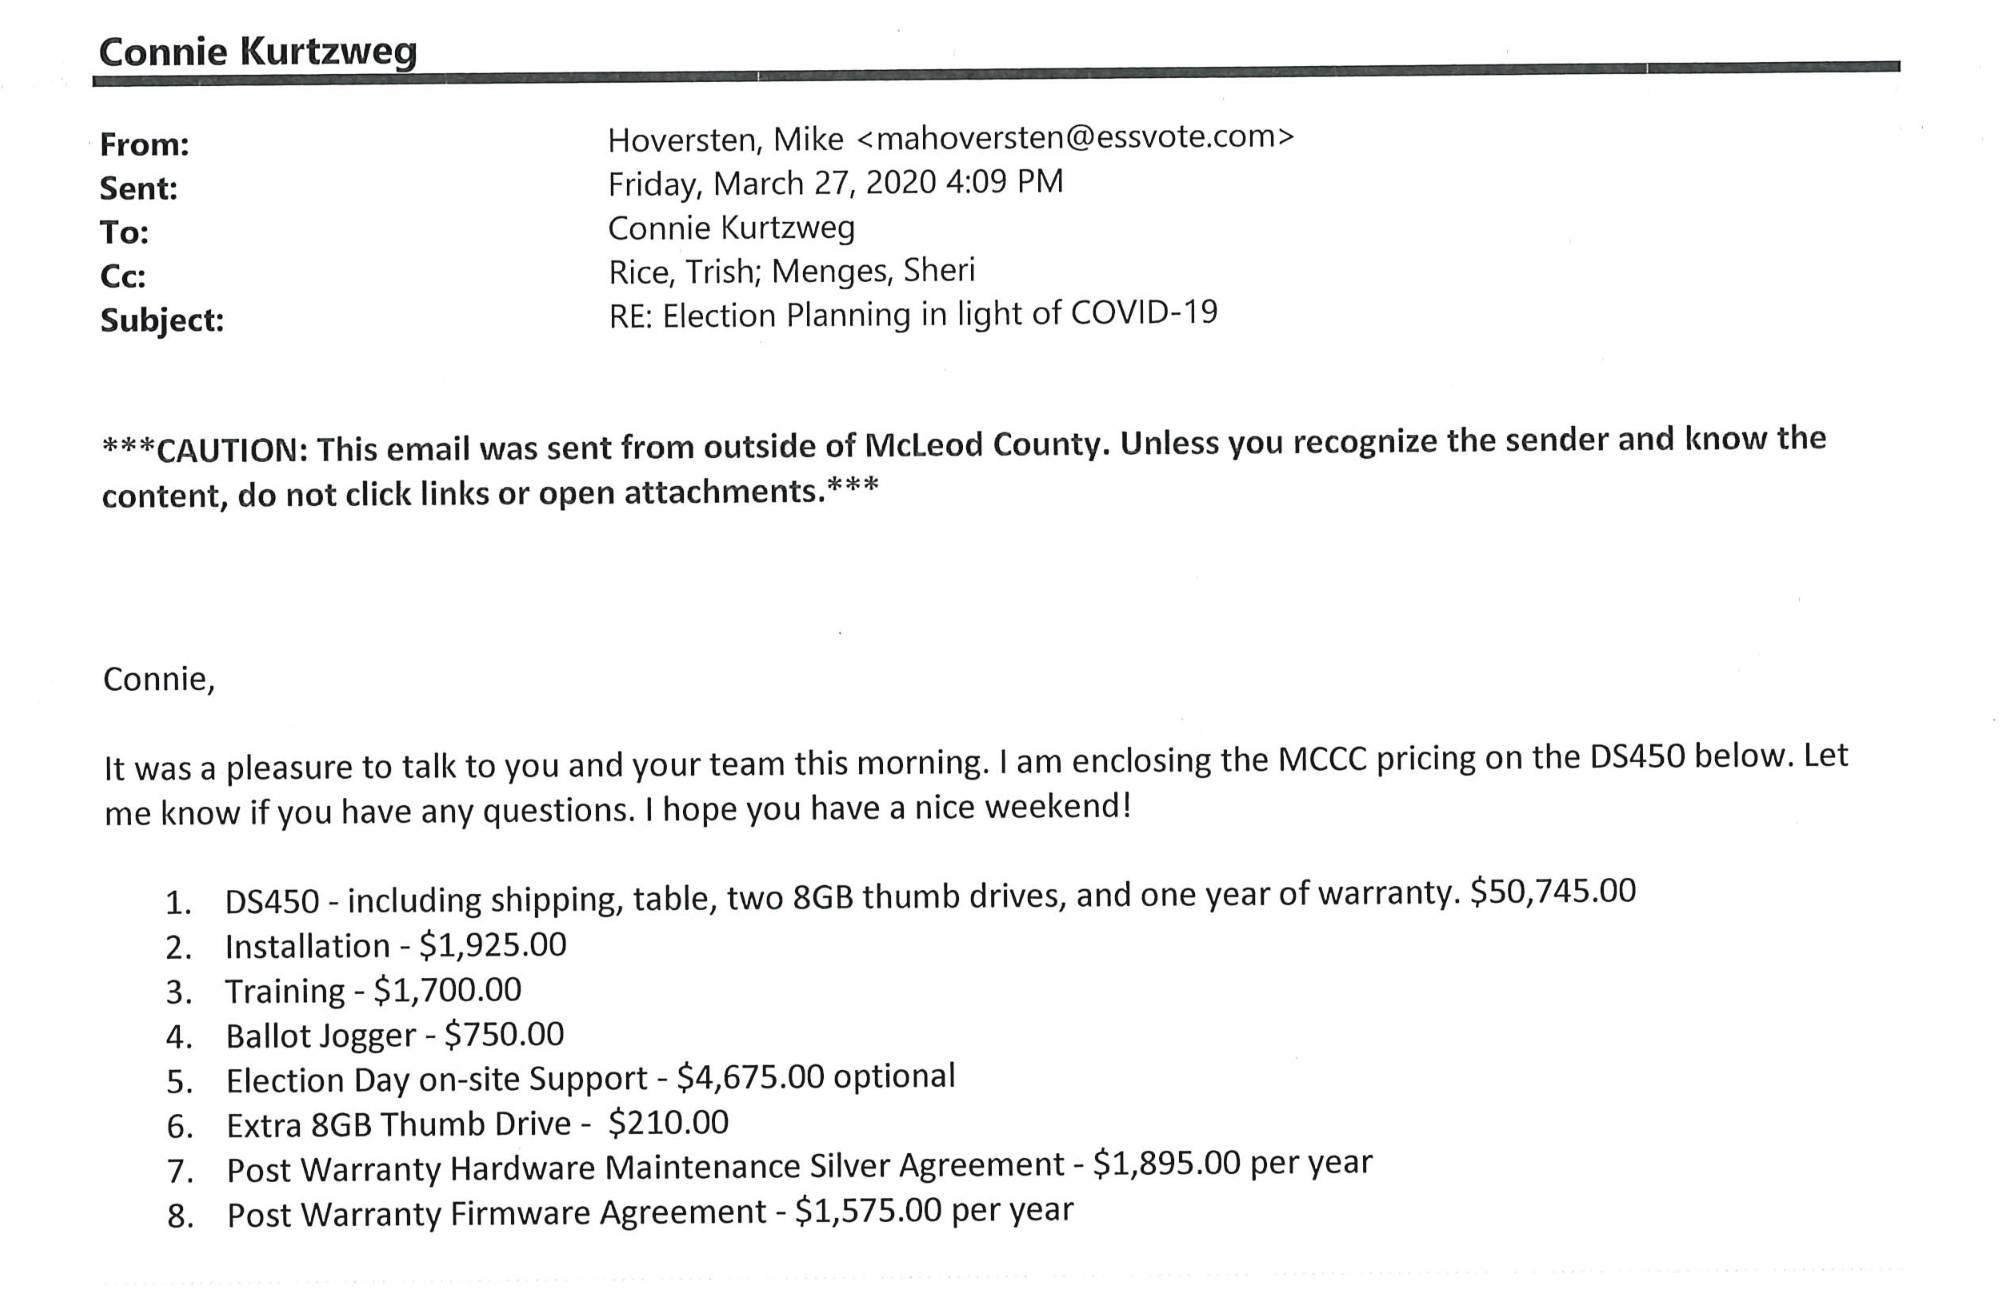 Connie Kurtzweg
From: Hoversten, Mike <mahoversten@essvote.com>
Sent: Friday, March 27, 2020 4:09 PM
To: Connie Kurtzweg
Cc: Rice, Trish; Menges, Sheri
Subject: RE: Election Planning in light of COVID-19
***CAUTION: This email was sent from outside of McLeod County. Unless you recognize the sender and know the
content, do not click links or open attachments.***
Connie,
It was a pleasure to talk to you and your team this morning. I am enclosing the MCCC pricing on the DS450 below. Let
me know if you have any questions. I hope you have a nice weekend!
1. DS450 - including shipping, table, two 8GB thumb drives, and one year of warranty. $50,745.00
2. Installation - $1,925.00
3. Training - $1,700.00
4. Ballot Jogger - $750.00
5. Election Day on-site Support - $4,675.00 optional
6. Extra 8GB Thumb Drive - $210.00
7. Post Warranty Hardware Maintenance Silver Agreement - $1,895.00 per year
8. Post Warranty Firmware Agreement - $1,575.00 per year